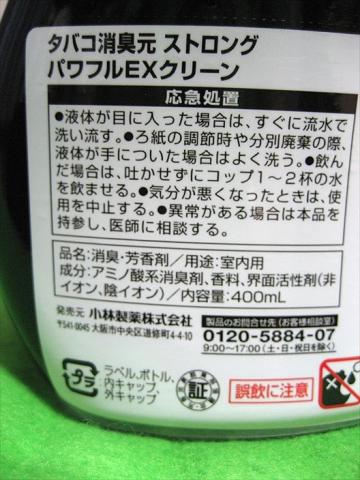 タバコ消臭元 ストロング
パワフルEXクリーン
応急処置
●液体が目に入った場合は、すぐに流水で
洗い流す。●ろ紙の調節時や分別廃棄の際、
液体が手についた場合はよく洗う。●飲ん
だ場合は、吐かせずにコップ1～2杯の水
を飲ませる。●気分が悪くなったときは、使
用を中止する。●異常がある場合は本品を
持参し、医師に相談する。
品名:消臭・芳香剤/用途:室内用
成分:アミノ酸系消臭剤、香料、界面活性剤(非
イオン、陰イオン)/内容量:400mL
発売元 小林製薬株式会社
〒541-0045 大阪市中央区道修町4-4-10
製品のお問合せ先《お客様相談室》
0120-5884-07
9:00～17:00(土・日・祝日を除く)
プラ
ラベル、ボトル、
内キャップ、
外キャップ
証
誤飲に注意